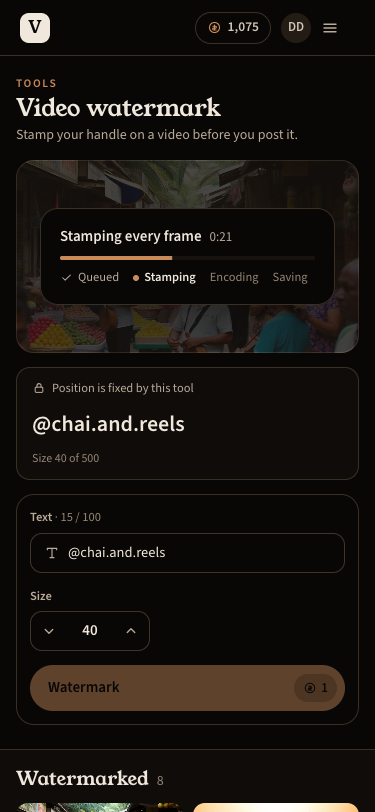 V
1,075
DD
TOOLS
Video watermark
Stamp your handle on a video before you post it.
Stamping every frame 0:21
Queued Stamping Encoding Saving
Position is fixed by this tool
@chai.and.reels
Size 40 of 500
Text · 15 / 100
@chai.and.reels
Size
40
Watermark 1
Watermarked 8